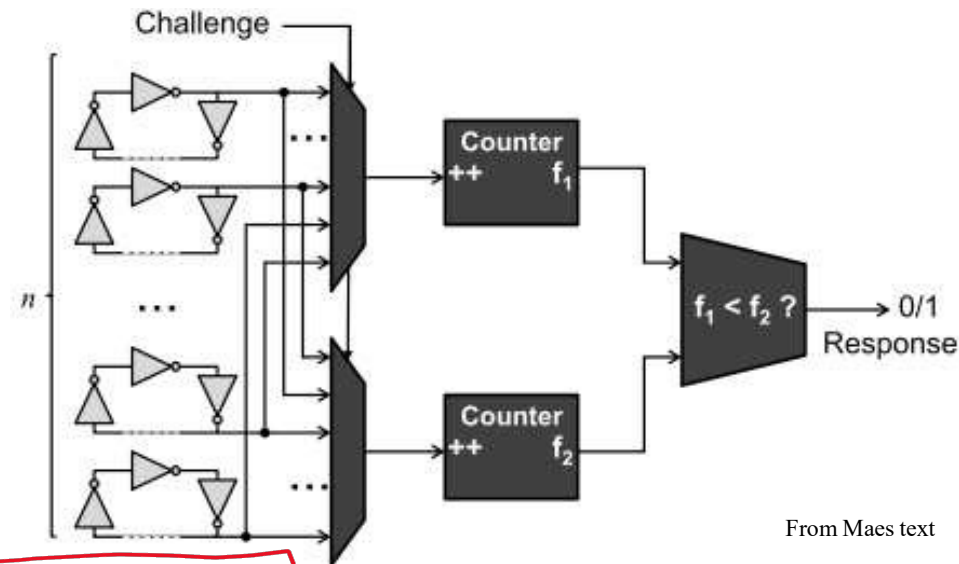 Challenge
Counter
++ f₁
n
f₁ < f₂ ?
0/1
Response
Counter
++ f₂
From Maes text